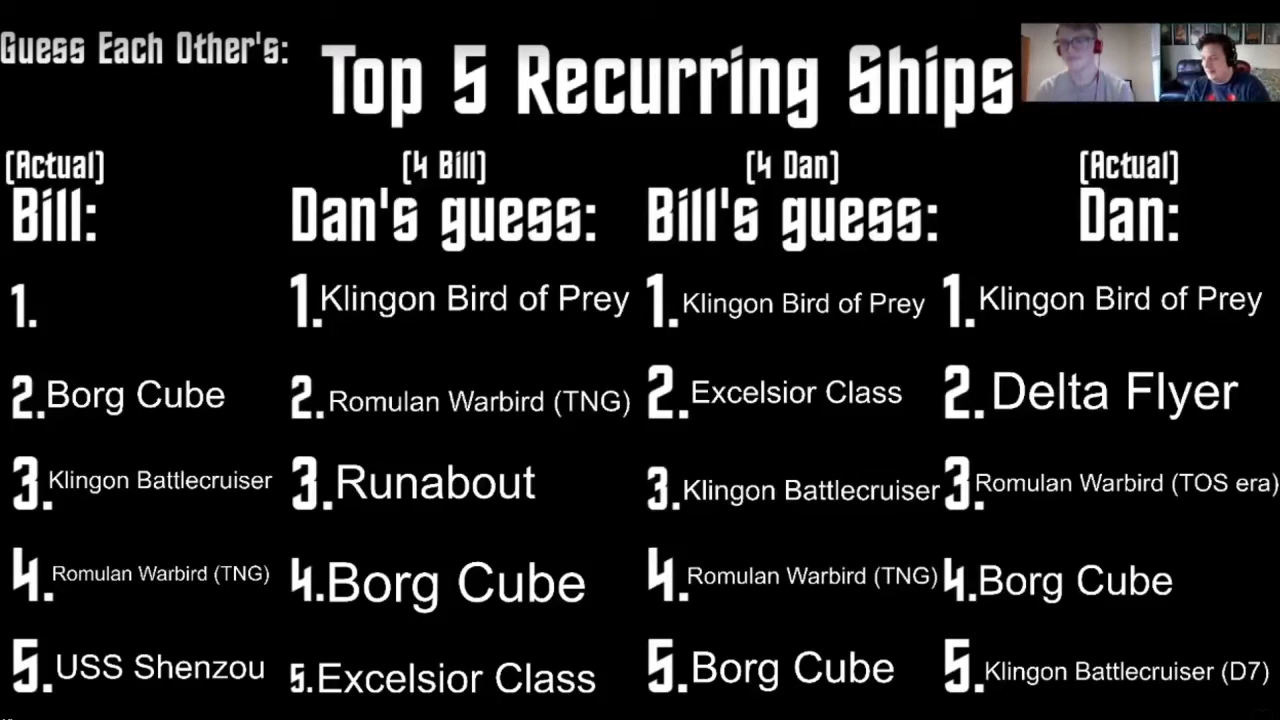 Guess Each Other's:
Top 5 Recurring Ships
[Actual]
Bill:
1.
2. Borg Cube
3. Klingon Battlecruiser
4. Romulan Warbird (TNG)
5. USS Shenzou
[4 Bill]
Dan's guess:
1. Klingon Bird of Prey
2. Romulan Warbird (TNG)
3. Runabout
4. Borg Cube
5. Excelsior Class
[4 Dan]
Bill's guess:
1. Klingon Bird of Prey
2. Excelsior Class
3. Klingon Battlecruiser
4. Romulan Warbird (TNG)
5. Borg Cube
[Actual]
Dan:
1. Klingon Bird of Prey
2. Delta Flyer
3. Romulan Warbird (TOS era)
4. Borg Cube
5. Klingon Battlecruiser (D7)